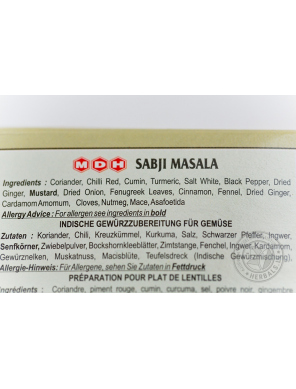 MDH SABJI MASALA
Ingredients : Coriander, Chilli Red, Cumin, Turmeric, Salt White, Black Pepper, Dried
Ginger, Mustard, Dried Onion, Fenugreek Leaves, Cinnamon, Fennel, Dried Ginger,
Cardamom Amomum, Cloves, Nutmeg, Mace, Asafoetida
Allergy Advice : For allergen see ingredients in bold
INDISCHE GEWÜRZZUBEREITUNG FÜR GEMÜSE
Zutaten : Koriander, Chili, Kreuzkümmel, Kurkuma, Salz, Schwarzer Pfeffer, Ingwer,
Senfkörner, Zwiebelpulver, Bockshornkleeblätter, Zimtstange, Fenchel, Ingwer, Kardamom,
Gewürznelken, Muskatnuss, Macisblüte, Teufelsdreck (Indische Gewürzmischung),
Allergie-Hinweis: Für Allergene, sehen Sie Zutaten in Fettdruck
PRÉPARATION POUR PLAT DE LENTILLES
Ingrédients : Coriandre, piment rouge, cumin, curcuma, sel, poivre noir, gingembre
HERBALS